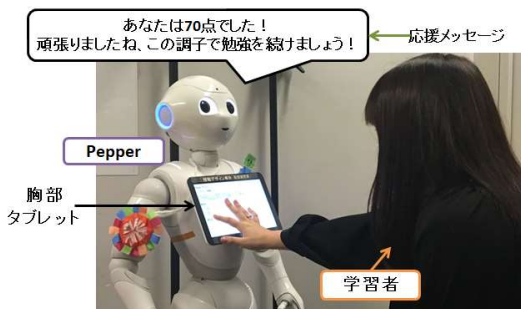 あなたは70点でした！
頑張りましたね、この調子で勉強を続けましょう！
応援メッセージ
Pepper
胸部
タブレット
学習者